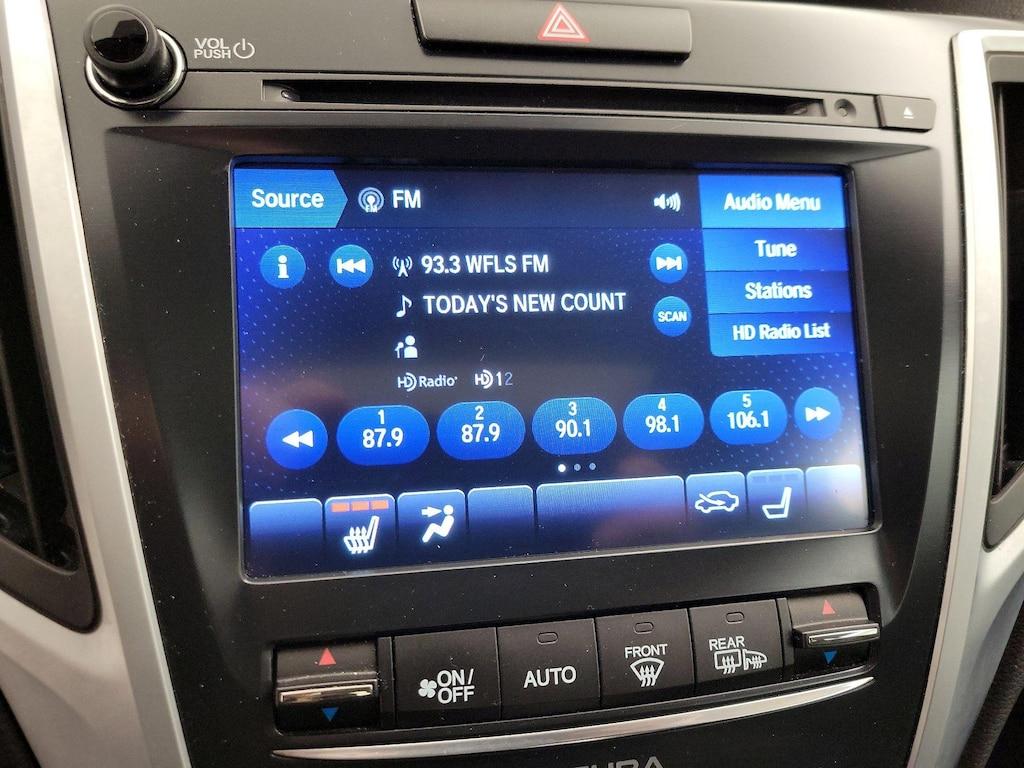 VOL
PUSH
Source
FM
FM
Audio Menu
Tune
Stations
HD Radio List
93.3 WFLS FM
TODAY'S NEW COUNT
SCAN
HD Radio
HD 12
1
87.9
2
87.9
3
90.1
4
98.1
5
106.1
ON/
OFF
AUTO
FRONT
REAR